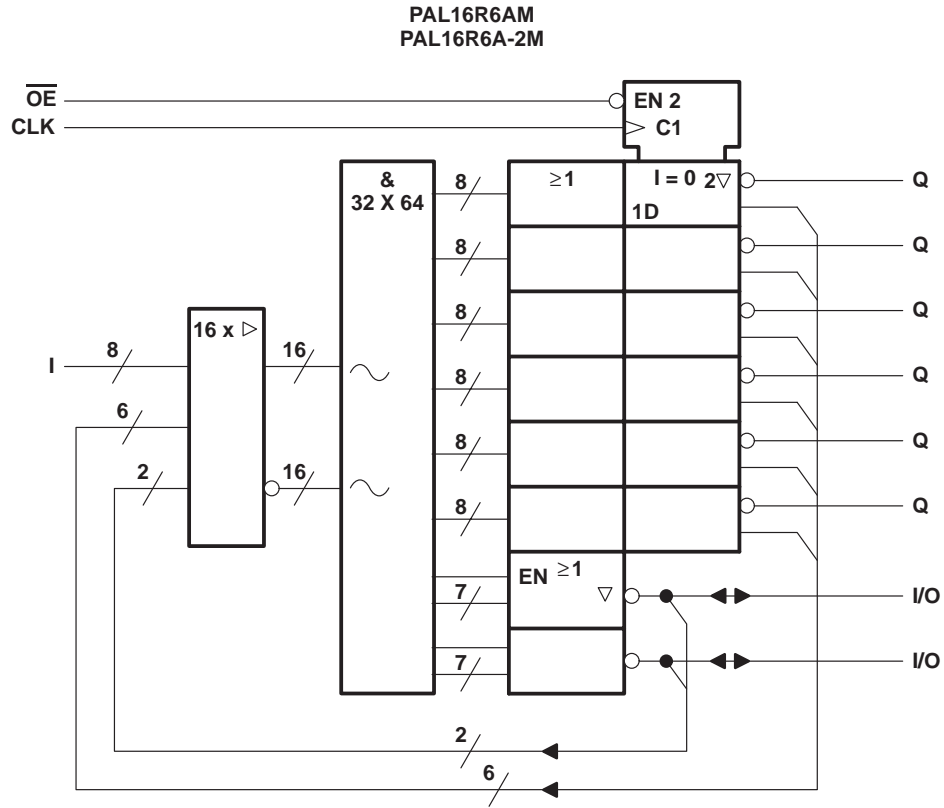 PAL16R6AM
PAL16R6A-2M
OE
EN 2
CLK
C1
&
32 X 64
8
≥1
I = 0 2▽
Q
1D
8
Q
8
Q
16 x ▷
I
8
16
8
Q
6
8
Q
2
16
8
Q
EN ≥1
▽
7
I/O
7
I/O
2
6